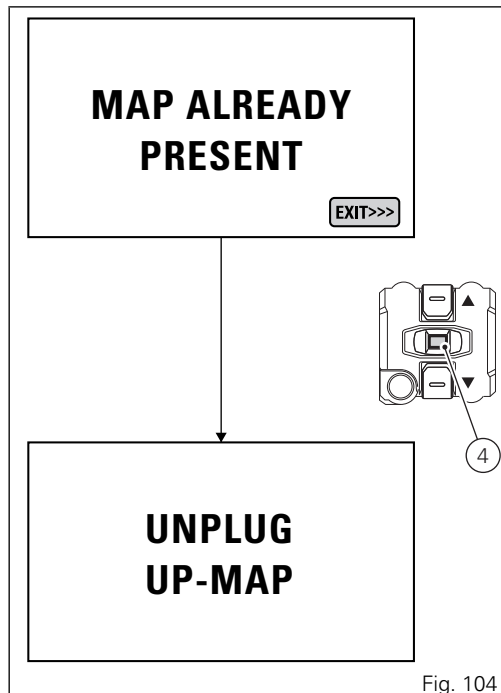 MAP ALREADY
PRESENT
EXIT>>>
4
UNPLUG
UP-MAP
Fig. 104